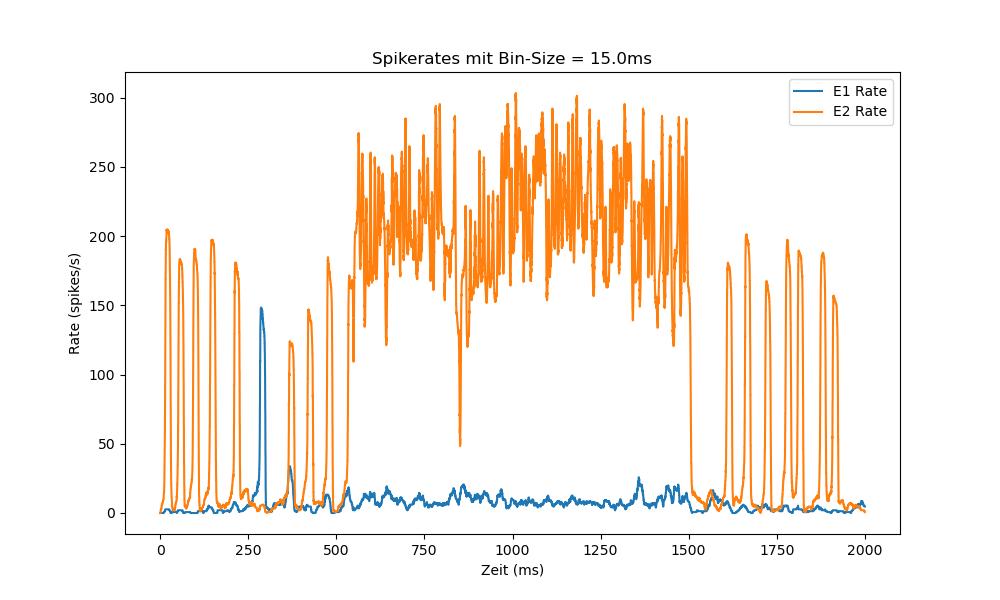 Spikerates mit Bin-Size = 15.0ms
E1 Rate
E2 Rate
Rate (spikes/s)
300
250
200
150
100
50
0
0 250 500 750 1000 1250 1500 1750 2000
Zeit (ms)